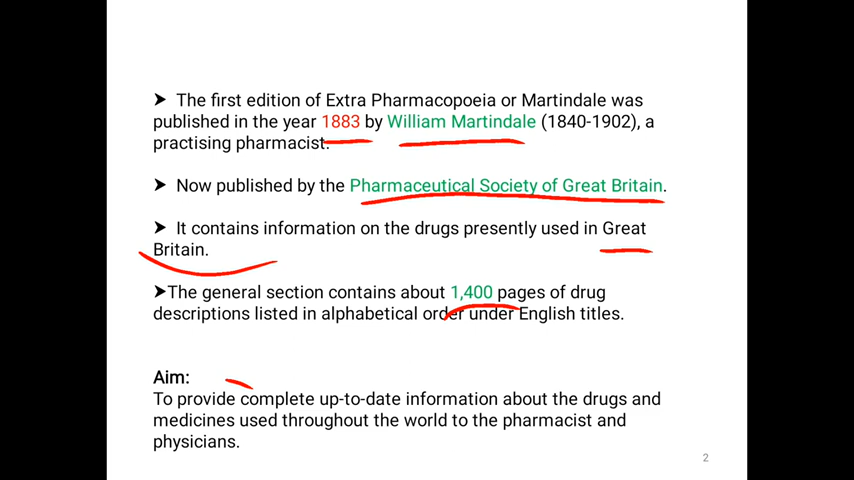 ➤ The first edition of Extra Pharmacopoeia or Martindale was
published in the year 1883 by William Martindale (1840-1902), a
practising pharmacist.
➤ Now published by the Pharmaceutical Society of Great Britain.
➤ It contains information on the drugs presently used in Great
Britain.
➤The general section contains about 1,400 pages of drug
descriptions listed in alphabetical order under English titles.
Aim:
To provide complete up-to-date information about the drugs and
medicines used throughout the world to the pharmacist and
physicians.
2